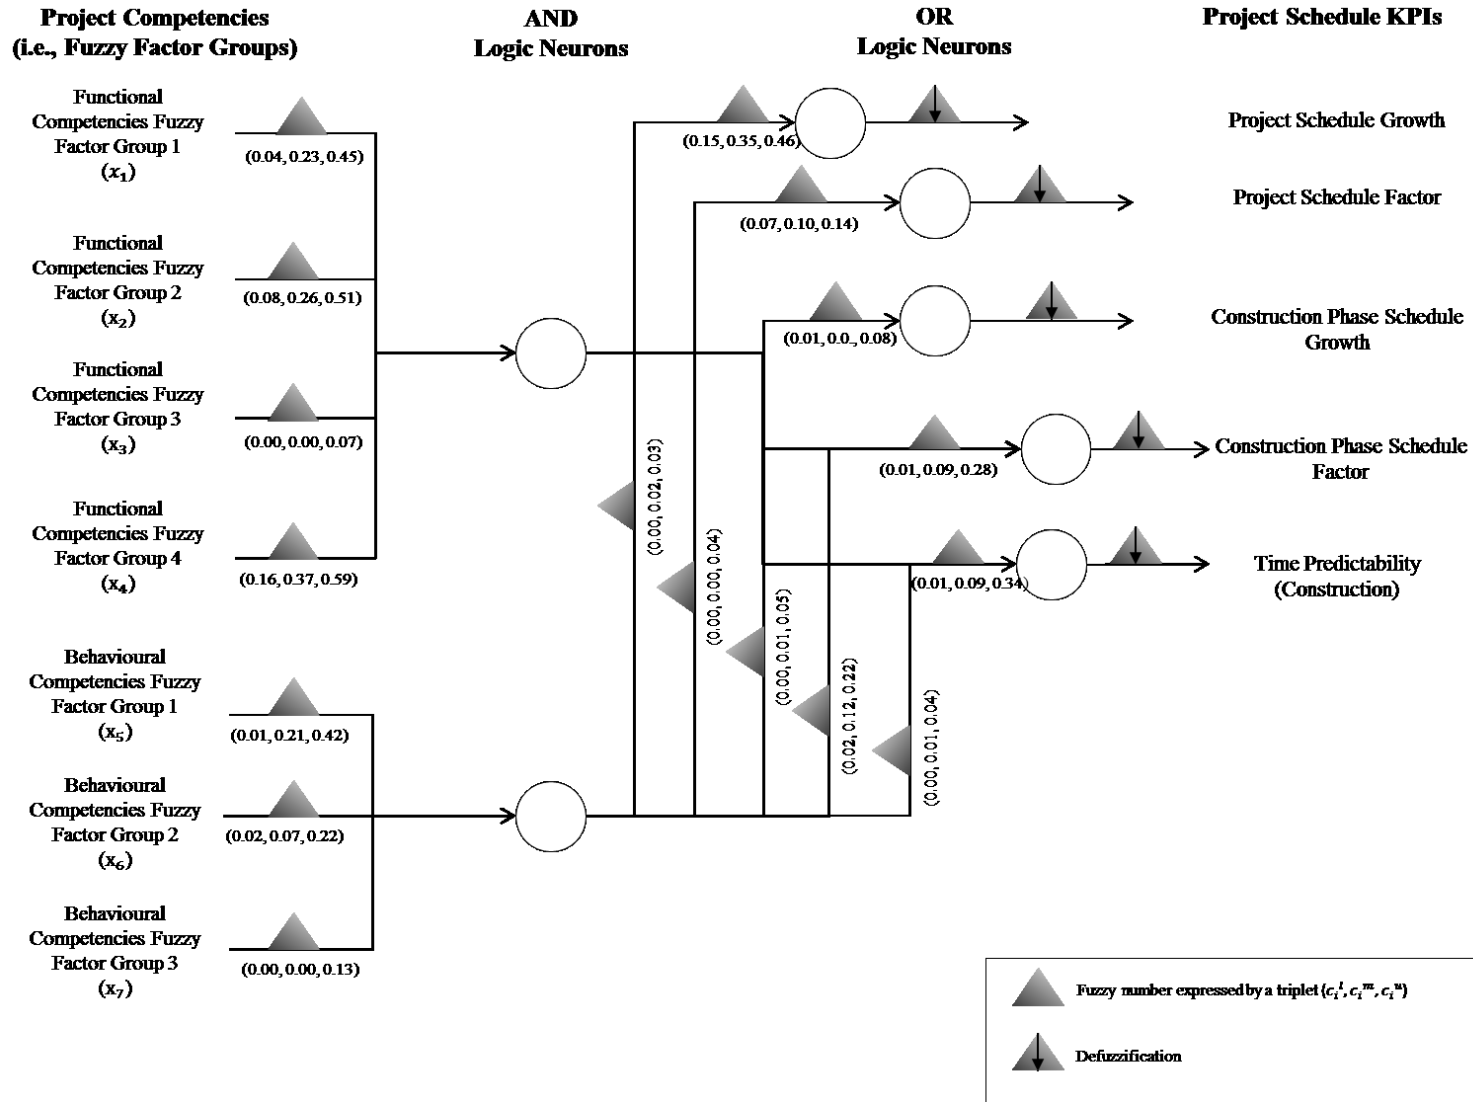 Project Competencies
(i.e., Fuzzy Factor Groups)
AND
Logic Neurons
OR
Logic Neurons
Project Schedule KPIs
Functional
Competencies Fuzzy
Factor Group 1
(x₁)
(0.04, 0.23, 0.45)
Functional
Competencies Fuzzy
Factor Group 2
(x₂)
(0.08, 0.26, 0.51)
Functional
Competencies Fuzzy
Factor Group 3
(x₃)
(0.00, 0.00, 0.07)
Functional
Competencies Fuzzy
Factor Group 4
(x₄)
(0.16, 0.37, 0.59)
Behavioural
Competencies Fuzzy
Factor Group 1
(x₅)
(0.01, 0.21, 0.42)
Behavioural
Competencies Fuzzy
Factor Group 2
(x₆)
(0.02, 0.07, 0.22)
Behavioural
Competencies Fuzzy
Factor Group 3
(x₇)
(0.00, 0.00, 0.13)
(0.15, 0.35, 0.46)
(0.07, 0.10, 0.14)
(0.01, 0.0., 0.08)
(0.01, 0.09, 0.28)
(0.01, 0.09, 0.34)
(0.00, 0.02, 0.03)
(0.00, 0.00, 0.04)
(0.00, 0.01, 0.05)
(0.02, 0.12, 0.22)
(0.00, 0.01, 0.04)
Project Schedule Growth
Project Schedule Factor
Construction Phase Schedule
Growth
Construction Phase Schedule
Factor
Time Predictability
(Construction)
Fuzzy number expressed by a triplet (cᵢˡ, cᵢᵐ, cᵢᵘ)
Defuzzification